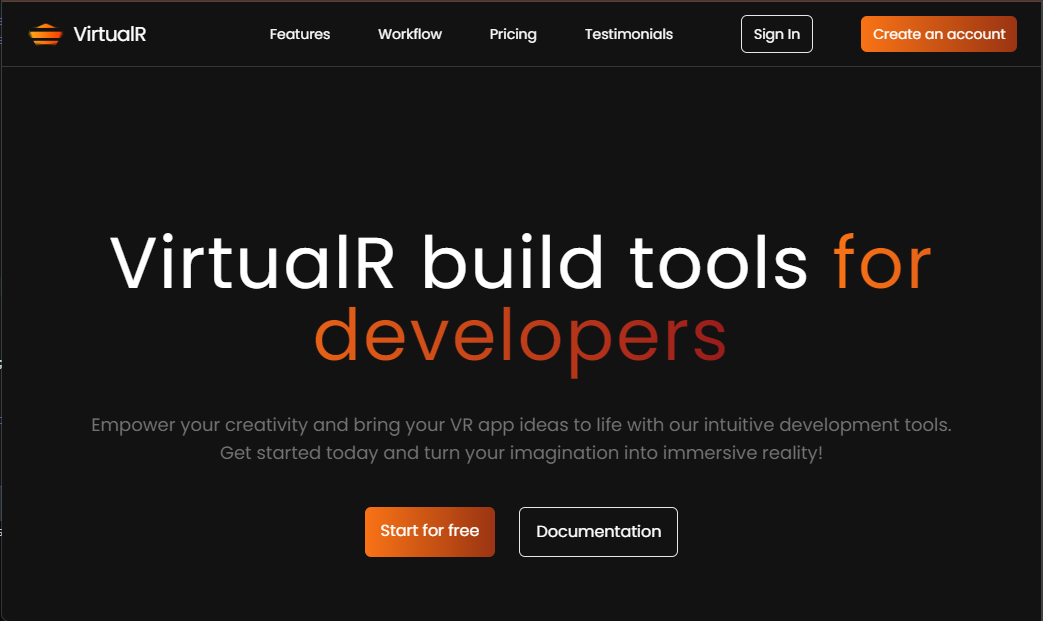 VirtualR
Features
Workflow
Pricing
Testimonials
Sign In
Create an account
VirtualR build tools for
developers
Empower your creativity and bring your VR app ideas to life with our intuitive development tools.
Get started today and turn your imagination into immersive reality!
Start for free
Documentation